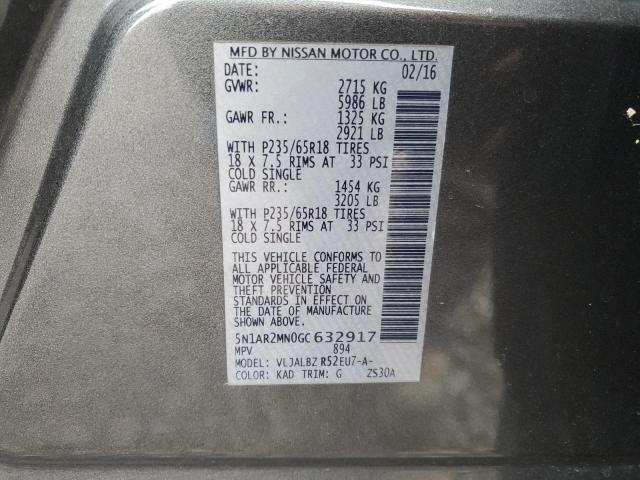 MFD BY NISSAN MOTOR CO., LTD.
DATE: 02/16
GVWR: 2715 KG
5986 LB
GAWR FR.: 1325 KG
2921 LB
WITH P235/65R18 TIRES
18 X 7.5 RIMS AT 33 PSI
COLD SINGLE
GAWR RR.: 1454 KG
3205 LB
WITH P235/65R18 TIRES
18 X 7.5 RIMS AT 33 PSI
COLD SINGLE
THIS VEHICLE CONFORMS TO
ALL APPLICABLE FEDERAL
MOTOR VEHICLE SAFETY AND
THEFT PREVENTION
STANDARDS IN EFFECT ON
THE DATE OF MANUFACTURE
SHOWN ABOVE.
5N1AR2MN0GC632917
MPV 894
MODEL: VLJALBZ R52EU7-A-
COLOR: KAD TRIM: G ZS30A